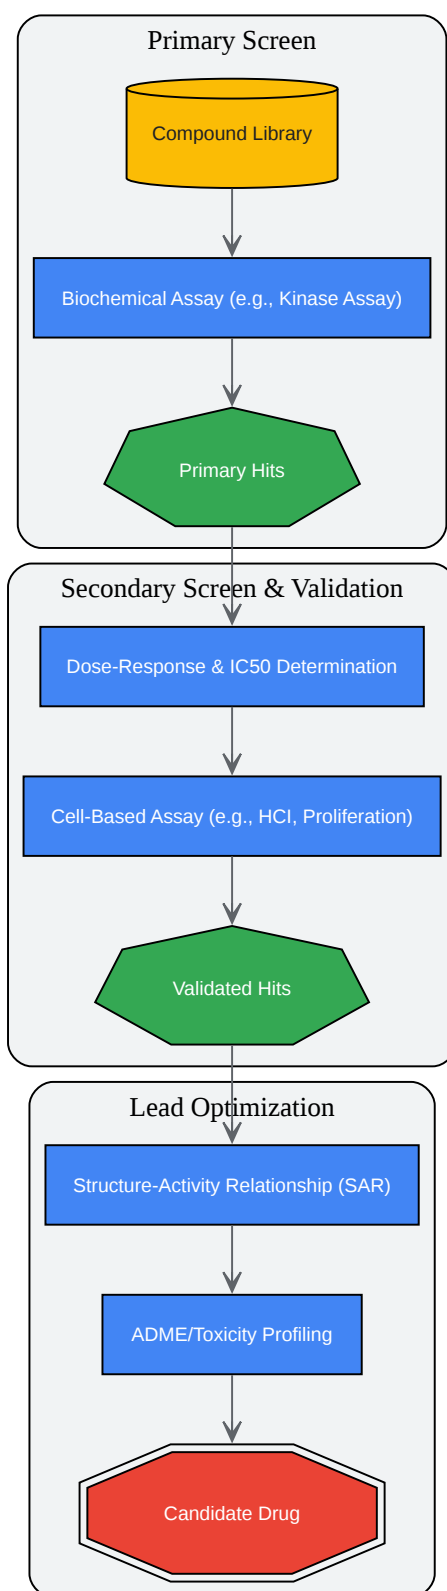 Primary Screen
Compound Library
Biochemical Assay (e.g., Kinase Assay)
Primary Hits
Secondary Screen & Validation
Dose-Response & IC50 Determination
Cell-Based Assay (e.g., HCI, Proliferation)
Validated Hits
Lead Optimization
Structure-Activity Relationship (SAR)
ADME/Toxicity Profiling
Candidate Drug